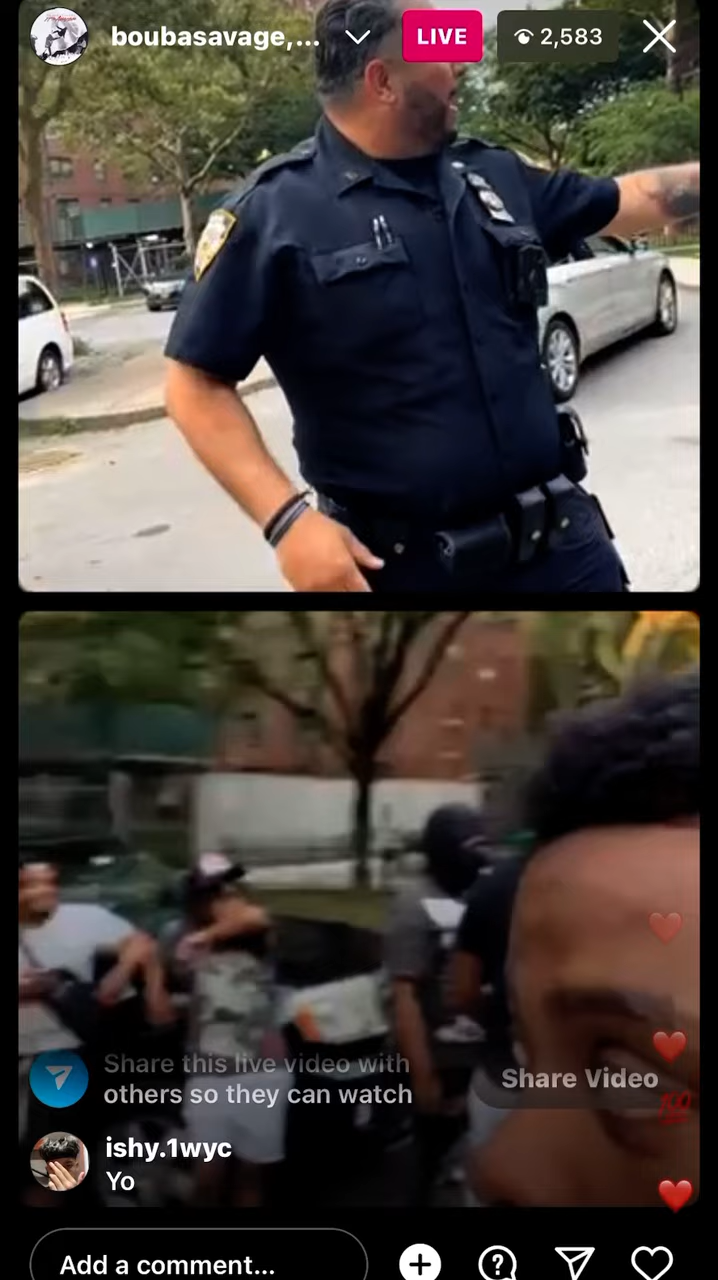 boubasavage,...
LIVE
2,583
Share this live video with
others so they can watch
Share Video
ishy.1wyc
Yo
Add a comment...